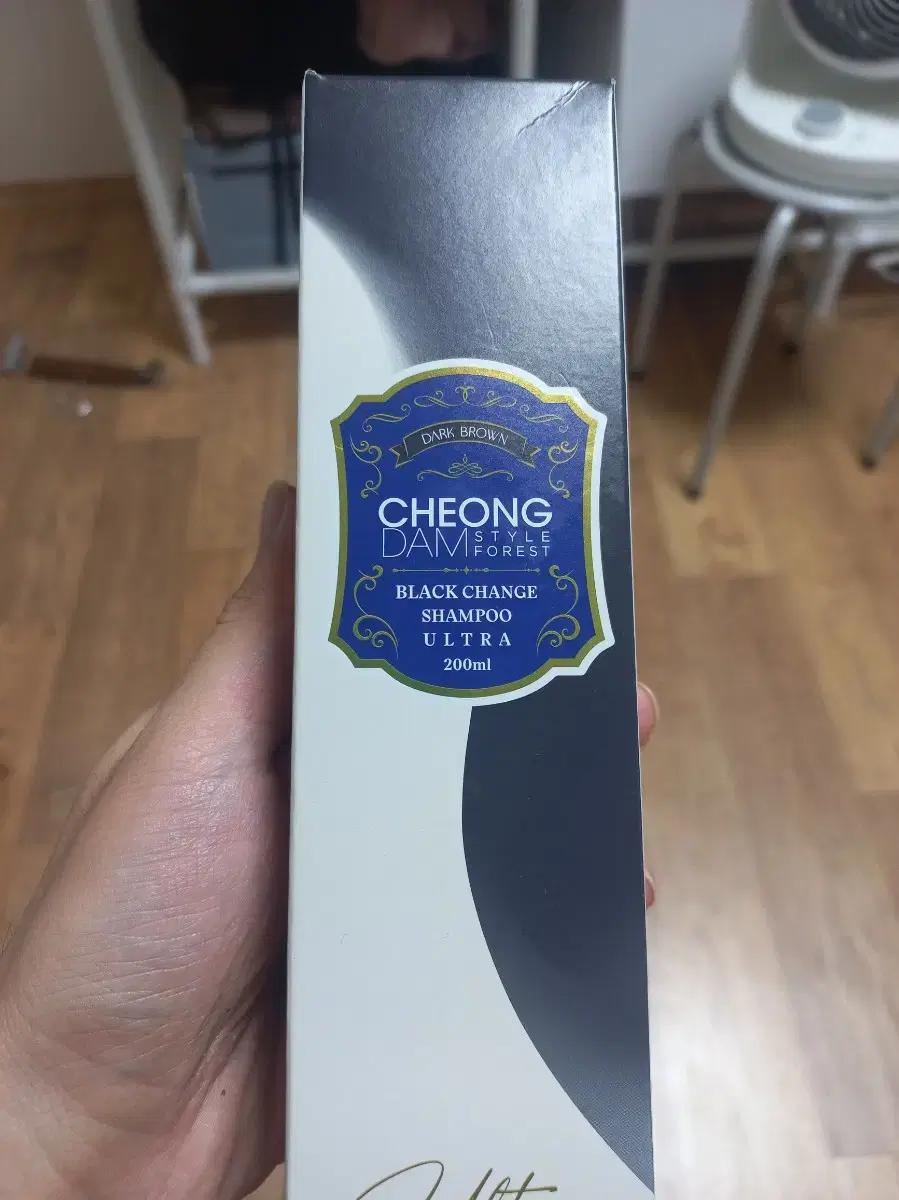 DARK BROWN
CHEONG
DAM STYLE
FOREST
BLACK CHANGE
SHAMPOO
ULTRA
200ml